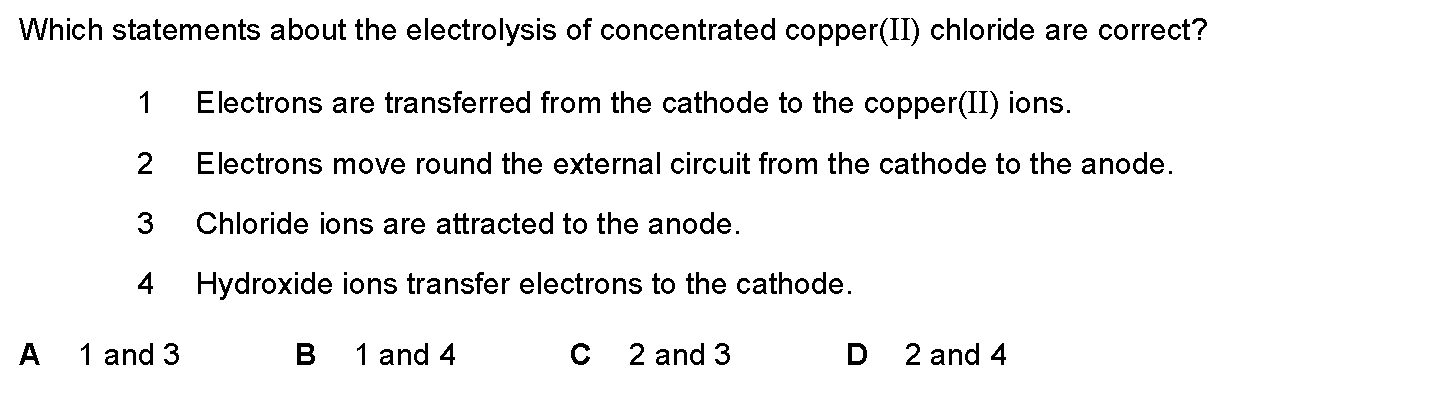 Which statements about the electrolysis of concentrated copper(II) chloride are correct?
1 Electrons are transferred from the cathode to the copper(II) ions.
2 Electrons move round the external circuit from the cathode to the anode.
3 Chloride ions are attracted to the anode.
4 Hydroxide ions transfer electrons to the cathode.
A 1 and 3 B 1 and 4 C 2 and 3 D 2 and 4